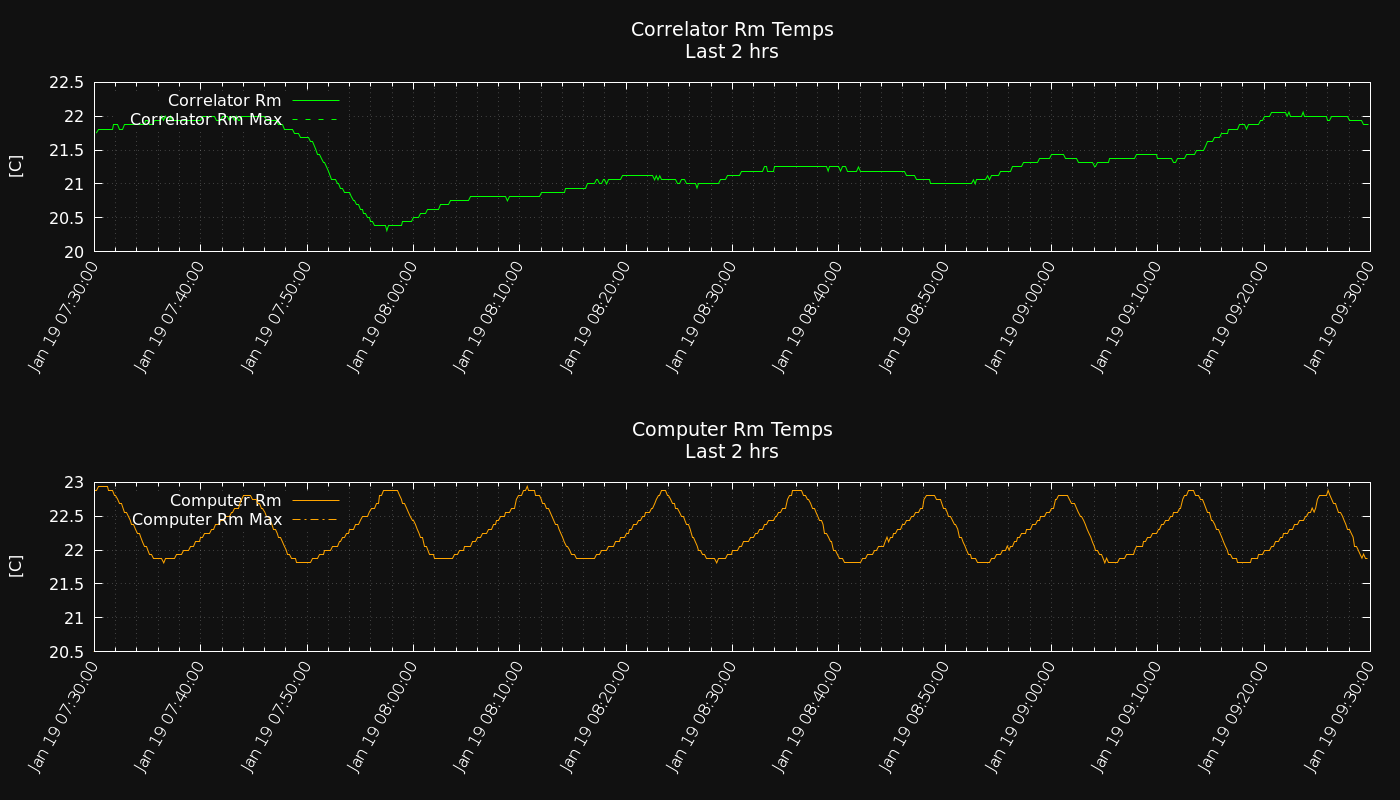 Correlator Rm Temps
Last 2 hrs
22.5
22
21.5
21
20.5
20
[C]
Correlator Rm
Correlator Rm Max
Jan 19 07:30:00
Jan 19 07:40:00
Jan 19 07:50:00
Jan 19 08:00:00
Jan 19 08:10:00
Jan 19 08:20:00
Jan 19 08:30:00
Jan 19 08:40:00
Jan 19 08:50:00
Jan 19 09:00:00
Jan 19 09:10:00
Jan 19 09:20:00
Jan 19 09:30:00
Computer Rm Temps
Last 2 hrs
23
22.5
22
21.5
21
20.5
[C]
Computer Rm
Computer Rm Max
Jan 19 07:30:00
Jan 19 07:40:00
Jan 19 07:50:00
Jan 19 08:00:00
Jan 19 08:10:00
Jan 19 08:20:00
Jan 19 08:30:00
Jan 19 08:40:00
Jan 19 08:50:00
Jan 19 09:00:00
Jan 19 09:10:00
Jan 19 09:20:00
Jan 19 09:30:00